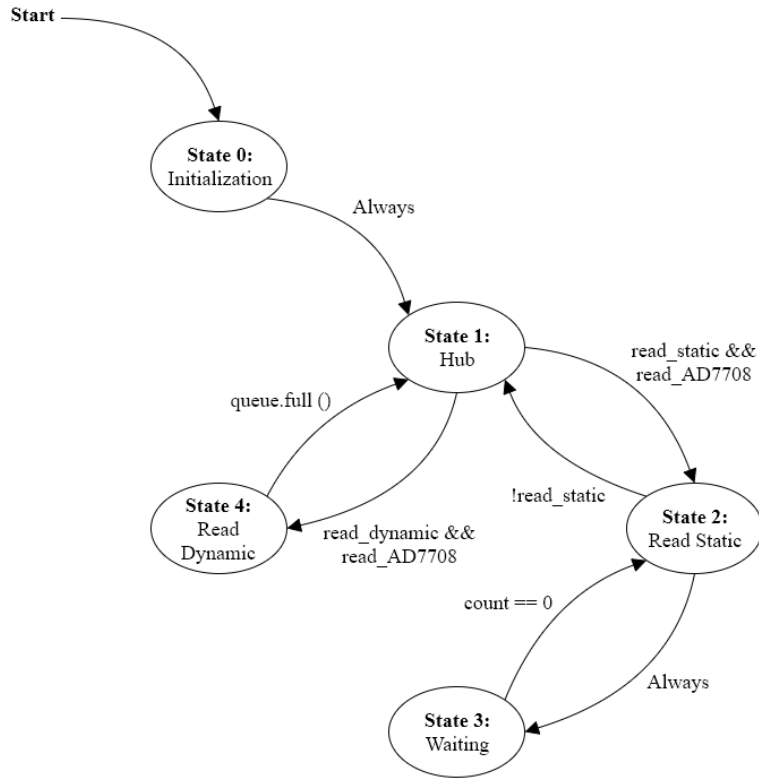 Start
State 0:
Initialization
Always
State 1:
Hub
read_static &&
read_AD7708
queue.full ()
!read_static
State 4:
Read
Dynamic
read_dynamic &&
read_AD7708
State 2:
Read Static
count == 0
Always
State 3:
Waiting